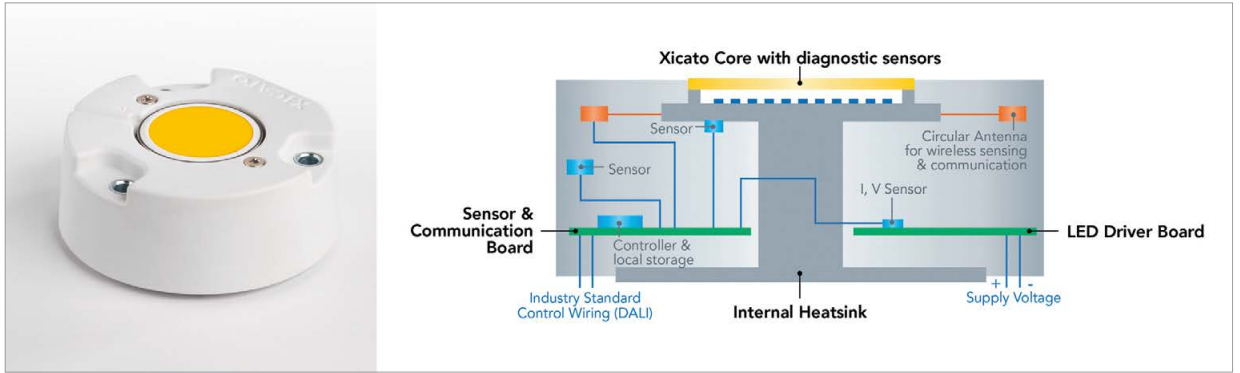 XICATO
Xicato Core with diagnostic sensors
Sensor
Circular Antenna
for wireless sensing
& communication
Sensor
I, V Sensor
Sensor &
Communication
Board
LED Driver Board
Controller &
local storage
+
-
Industry Standard
Control Wiring (DALI)
Supply Voltage
Internal Heatsink